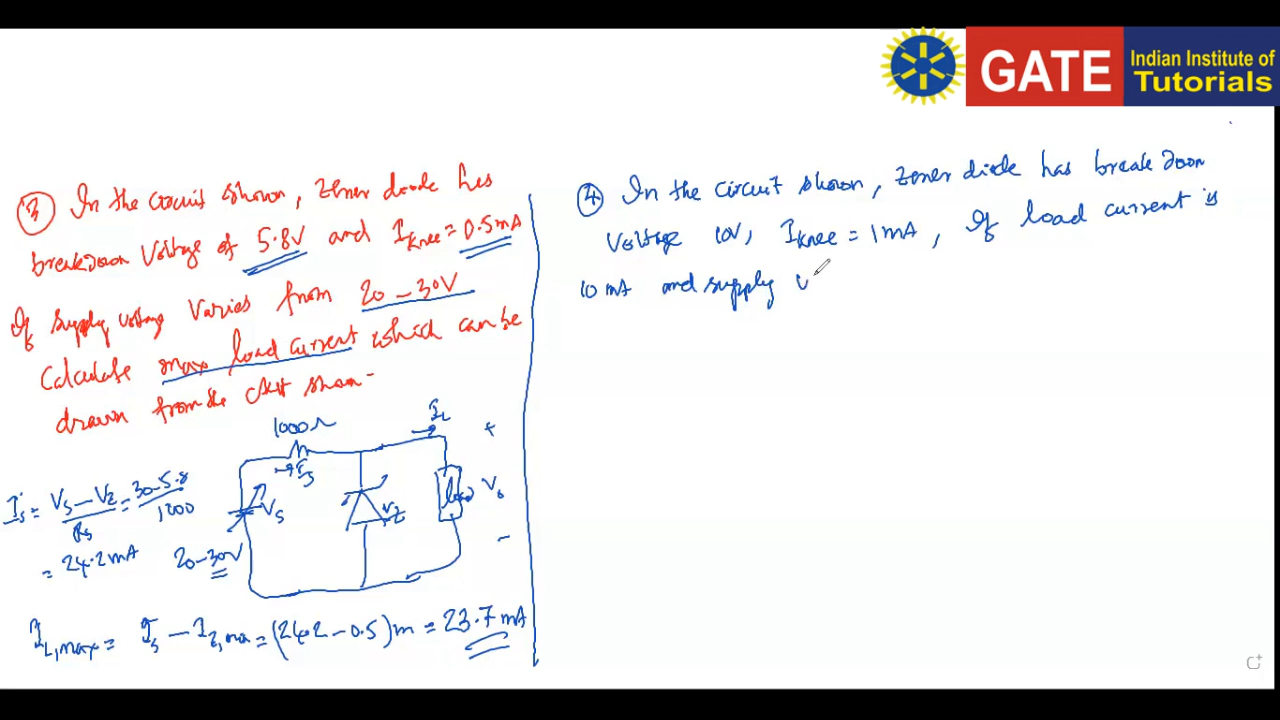 GATE
Indian Institute of
Tutorials
③ In the circuit shown, zener diode has
breakdown voltage of 5.8V and Iknee = 0.5mA
If supply voltage varies from 20 - 30V
Calculate max load current which can be
drawn from the ckt shown
1000Ω
IL
+
Is
Vs
Vz
load
V0
-
20-30V
Is = Vs - Vz / Rs = 30-5.8 / 1000
= 24.2mA
IL,max = Is - Iz,min = (24.2 - 0.5)m = 23.7mA
④ In the circuit shown, zener diode has breakdown
voltage 10V, Iknee = 1mA, If load current is
10mA and supply v